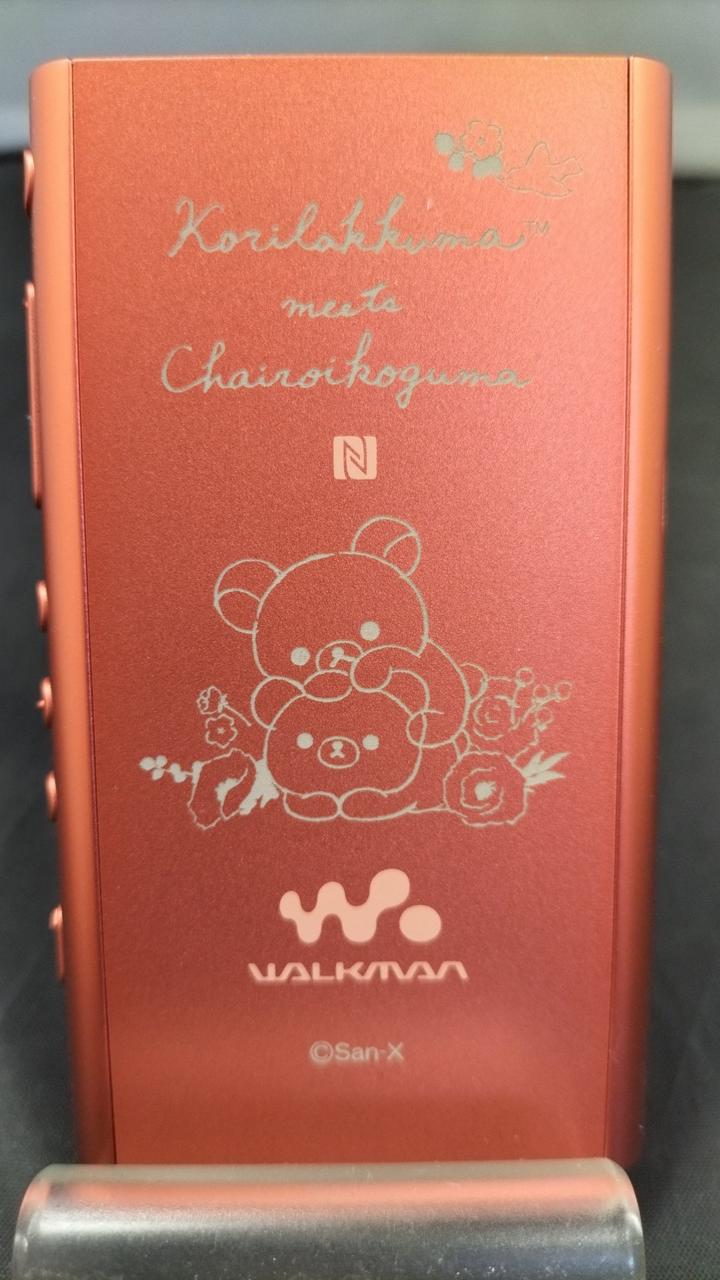 Korilakkuma™
meets
Chairoikoguma
WALKMAN
©San-X